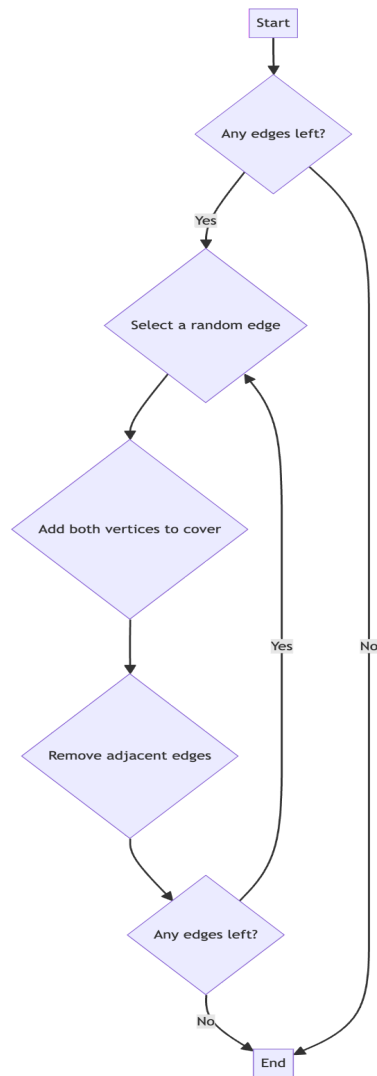 Start
Any edges left?
Yes
Select a random edge
Add both vertices to cover
Yes
No
Remove adjacent edges
Any edges left?
No
End